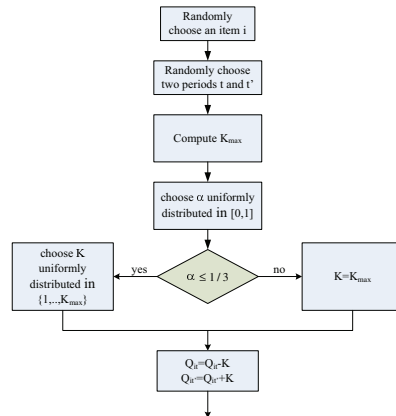 Randomly
choose an item i
Randomly choose
two periods t and t'
Compute Kmax
choose α uniformly
distributed in [0,1]
choose K
uniformly
distributed in
{1,..,Kmax}
yes
α ≤ 1 / 3
no
K=Kmax
Qit=Qit-K
Qit'=Qit'+K